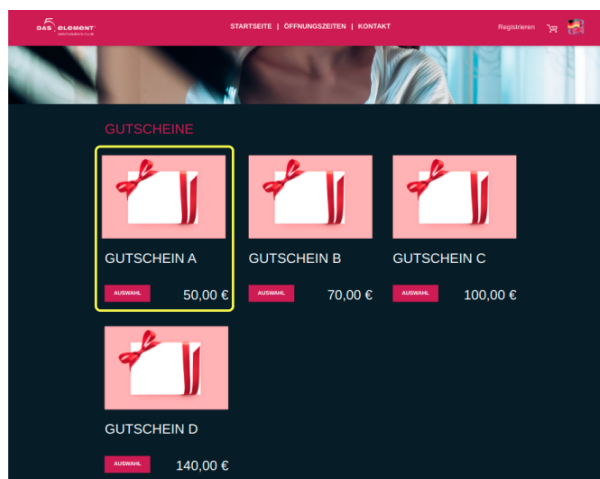 DAS 5 ELEMENT
STARTSEITE | ÖFFNUNGSZEITEN | KONTAKT
Registrieren
GUTSCHEINE
GUTSCHEIN A
AUSWAHL 50,00 €
GUTSCHEIN B
AUSWAHL 70,00 €
GUTSCHEIN C
AUSWAHL 100,00 €
GUTSCHEIN D
AUSWAHL 140,00 €